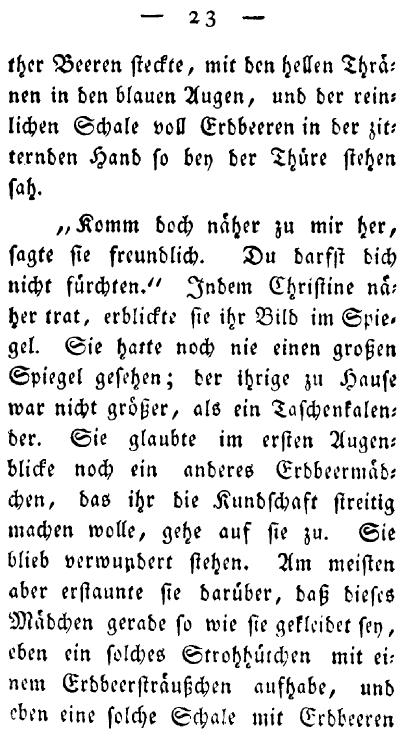 — 23 —
ther Beeren steckte, mit den hellen Thrä-
nen in den blauen Augen, und der rein-
lichen Schale voll Erdbeeren in der zit-
ternden Hand so bey der Thüre stehen
sah.
„Komm doch näher zu mir her,
sagte sie freundlich. Du darfst dich
nicht fürchten.“ Indem Christine nä-
her trat, erblickte sie ihr Bild im Spie-
gel. Sie hatte noch nie einen großen
Spiegel gesehen; der ihrige zu Hause
war nicht größer, als ein Taschenkalen-
der. Sie glaubte im ersten Augen-
blicke noch ein anderes Erdbeermäd-
chen, das ihr die Kundschaft streitig
machen wolle, gehe auf sie zu. Sie
blieb verwundert stehen. Am meisten
aber erstaunte sie darüber, daß dieses
Mädchen gerade so wie sie gekleidet sey,
eben ein solches Strohhütchen mit ei-
nem Erdbeersträußchen aufhabe, und
eben eine solche Schale mit Erdbeeren